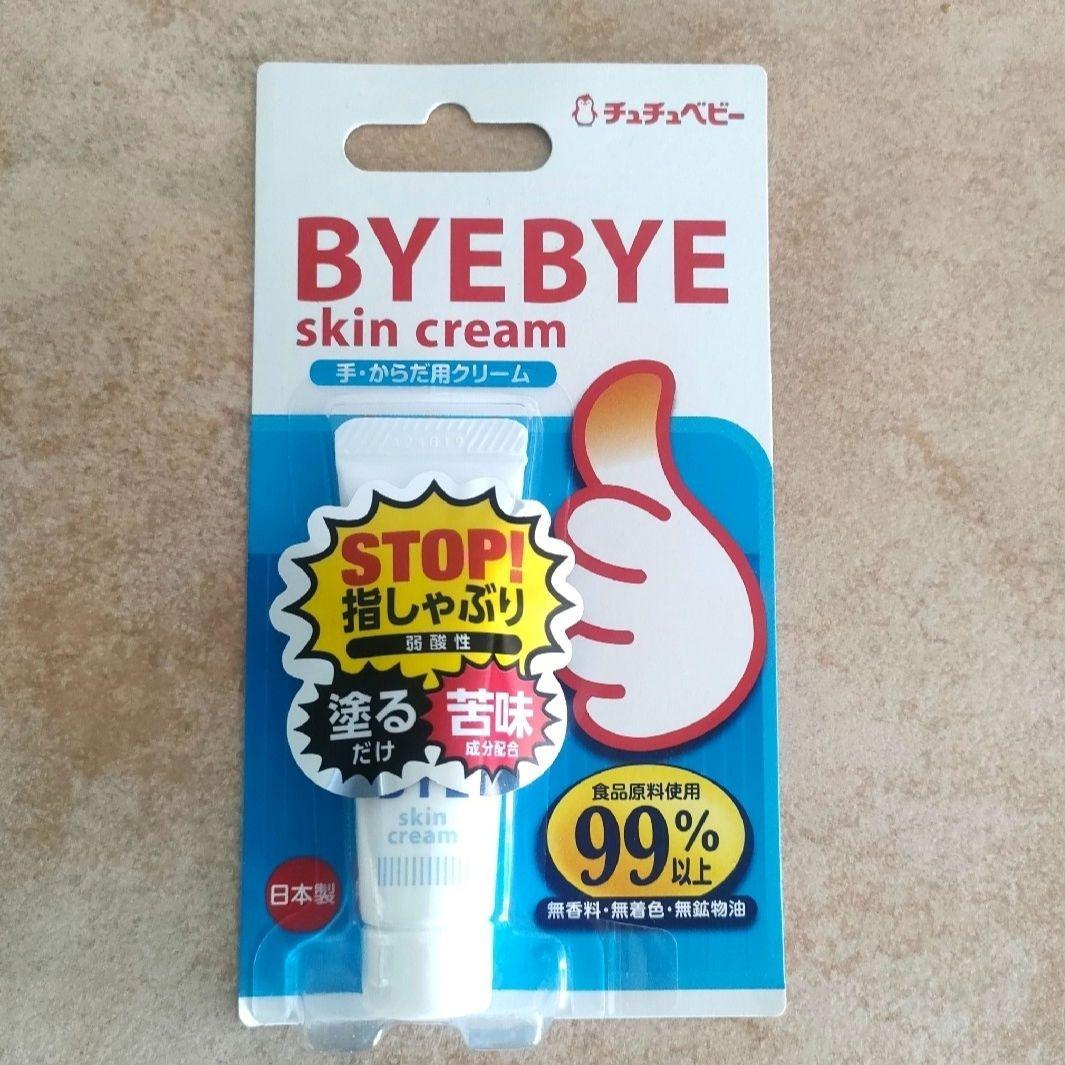 チュチュベビー
BYEBYE
skin cream
手・からだ用クリーム
STOP!
指しゃぶり
弱酸性
塗る
だけ
苦味
成分配合
skin
cream
食品原料使用
99%
以上
無香料・無着色・無鉱物油
日本製